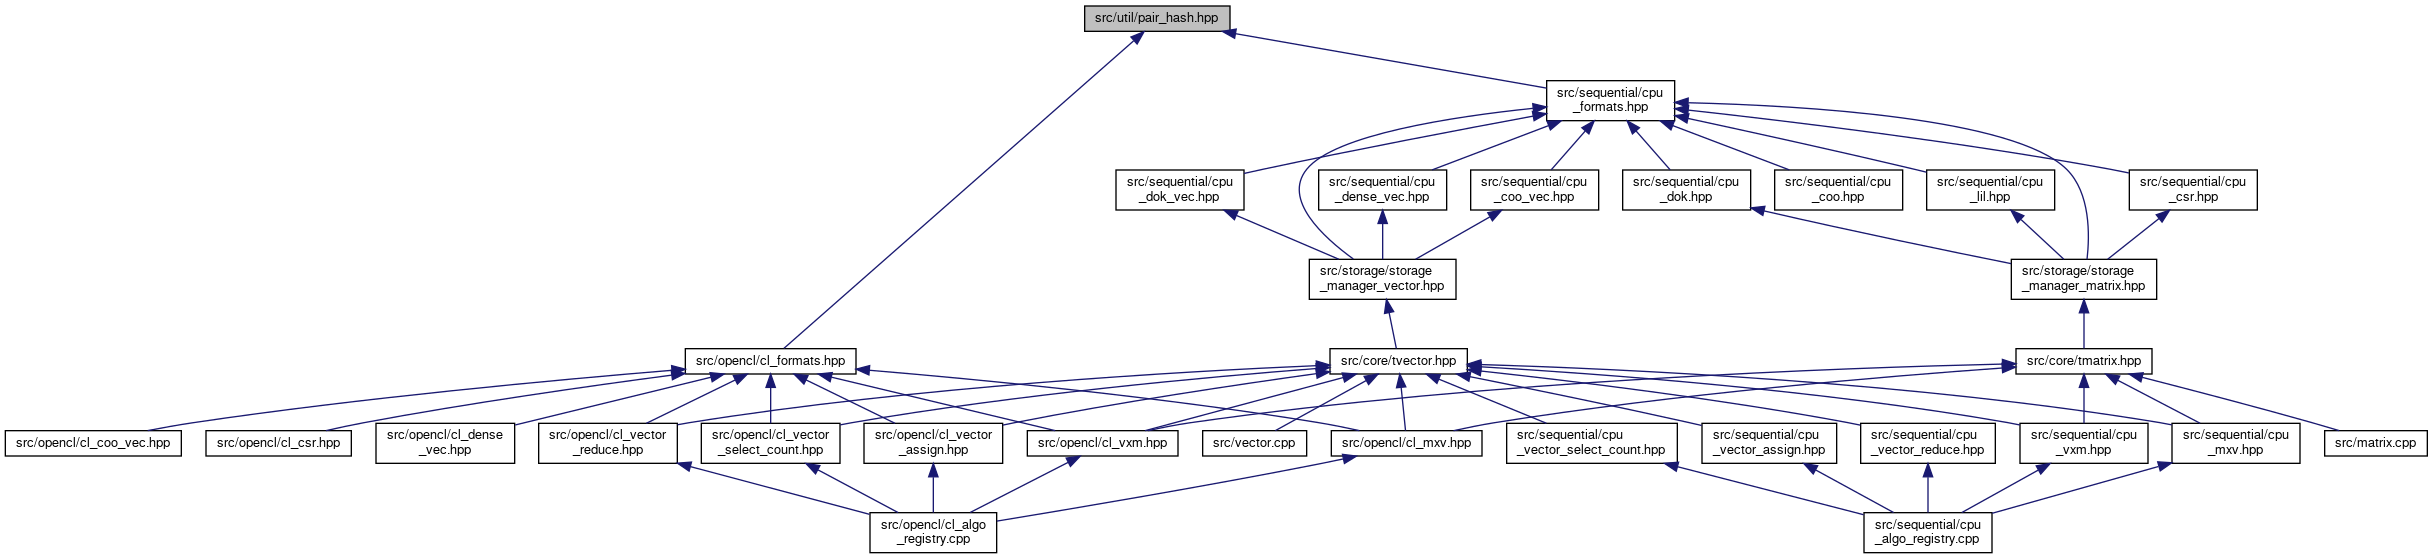 src/util/pair_hash.hpp
src/sequential/cpu
_formats.hpp
src/sequential/cpu
_dok_vec.hpp
src/sequential/cpu
_dense_vec.hpp
src/sequential/cpu
_coo_vec.hpp
src/sequential/cpu
_dok.hpp
src/sequential/cpu
_coo.hpp
src/sequential/cpu
_lil.hpp
src/sequential/cpu
_csr.hpp
src/storage/storage
_manager_vector.hpp
src/storage/storage
_manager_matrix.hpp
src/opencl/cl_formats.hpp
src/core/tvector.hpp
src/core/tmatrix.hpp
src/opencl/cl_coo_vec.hpp
src/opencl/cl_csr.hpp
src/opencl/cl_dense
_vec.hpp
src/opencl/cl_vector
_reduce.hpp
src/opencl/cl_vector
_select_count.hpp
src/opencl/cl_vector
_assign.hpp
src/opencl/cl_vxm.hpp
src/vector.cpp
src/opencl/cl_mxv.hpp
src/sequential/cpu
_vector_select_count.hpp
src/sequential/cpu
_vector_assign.hpp
src/sequential/cpu
_vector_reduce.hpp
src/sequential/cpu
_vxm.hpp
src/sequential/cpu
_mxv.hpp
src/matrix.cpp
src/opencl/cl_algo
_registry.cpp
src/sequential/cpu
_algo_registry.cpp